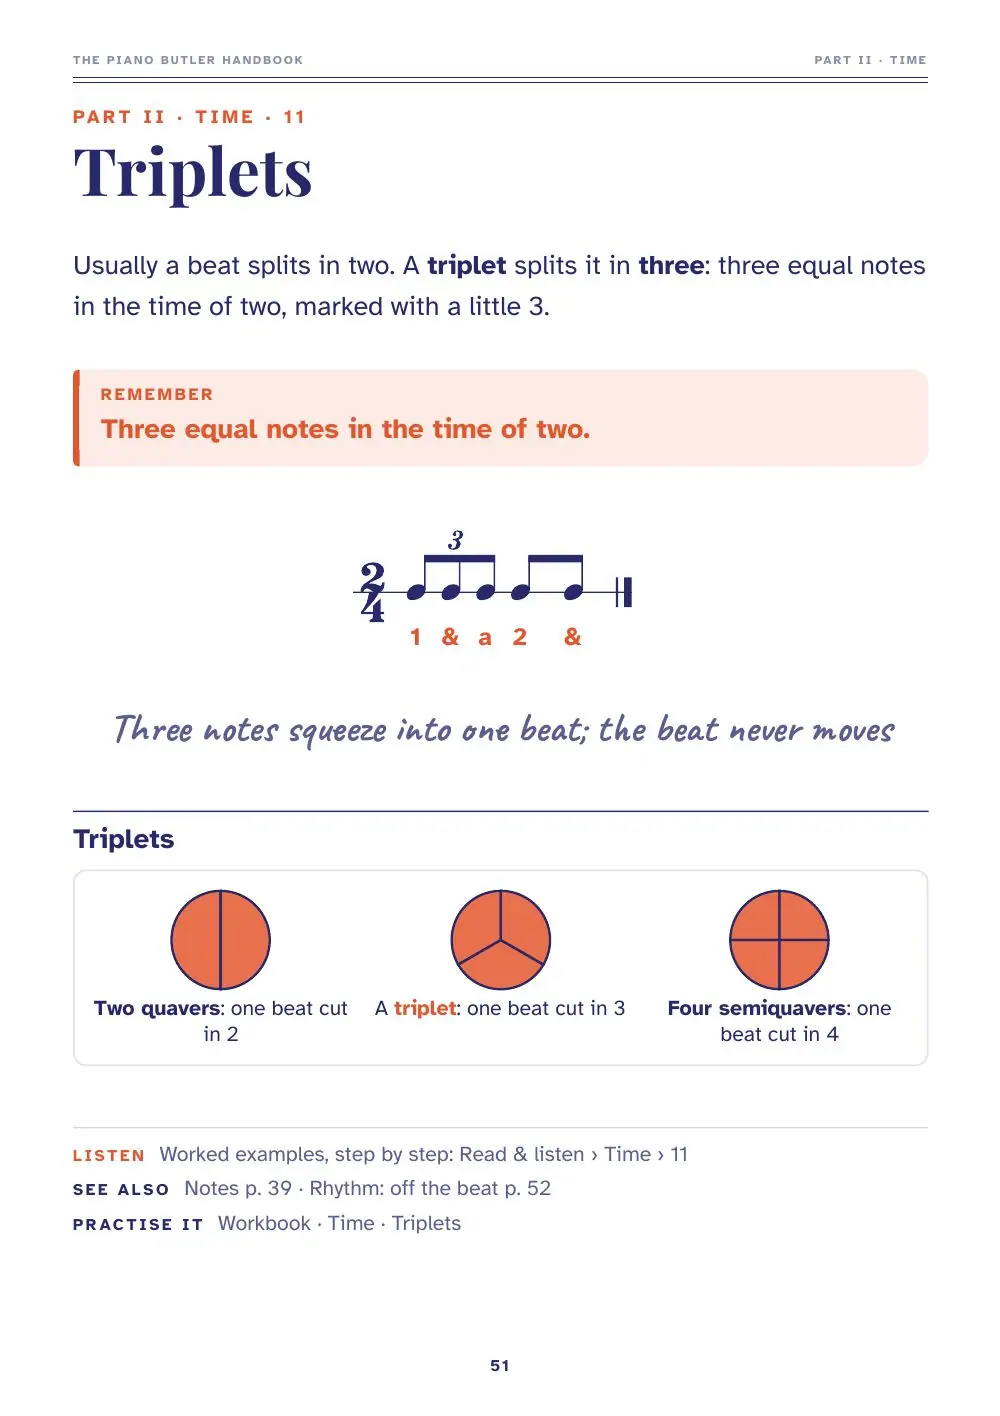 THE PIANO BUTLER HANDBOOK
PART II · TIME
PART II · TIME · 11
Triplets
Usually a beat splits in two. A triplet splits it in three: three equal notes
in the time of two, marked with a little 3.
REMEMBER
Three equal notes in the time of two.
3
2
4
1 & a 2 &
Three notes squeeze into one beat; the beat never moves
Triplets
Two quavers: one beat cut
in 2
A triplet: one beat cut in 3
Four semiquavers: one
beat cut in 4
LISTEN Worked examples, step by step: Read & listen › Time › 11
SEE ALSO Notes p. 39 · Rhythm: off the beat p. 52
PRACTISE IT Workbook · Time · Triplets
51